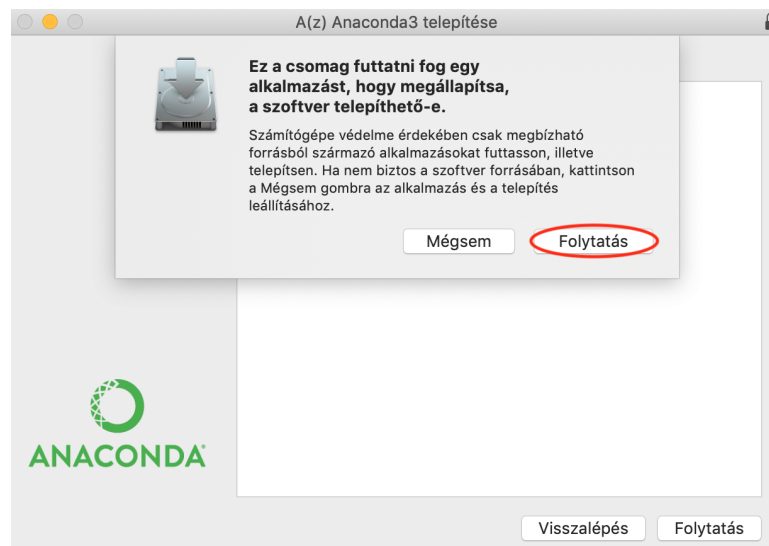 A(z) Anaconda3 telepítése
Ez a csomag futtatni fog egy
alkalmazást, hogy megállapítsa,
a szoftver telepíthető-e.
Számítógépe védelme érdekében csak megbízható
forrásból származó alkalmazásokat futtasson, illetve
telepítsen. Ha nem biztos a szoftver forrásában, kattintson
a Mégsem gombra az alkalmazás és a telepítés
leállításához.
Mégsem Folytatás
ANACONDA
Visszalépés Folytatás